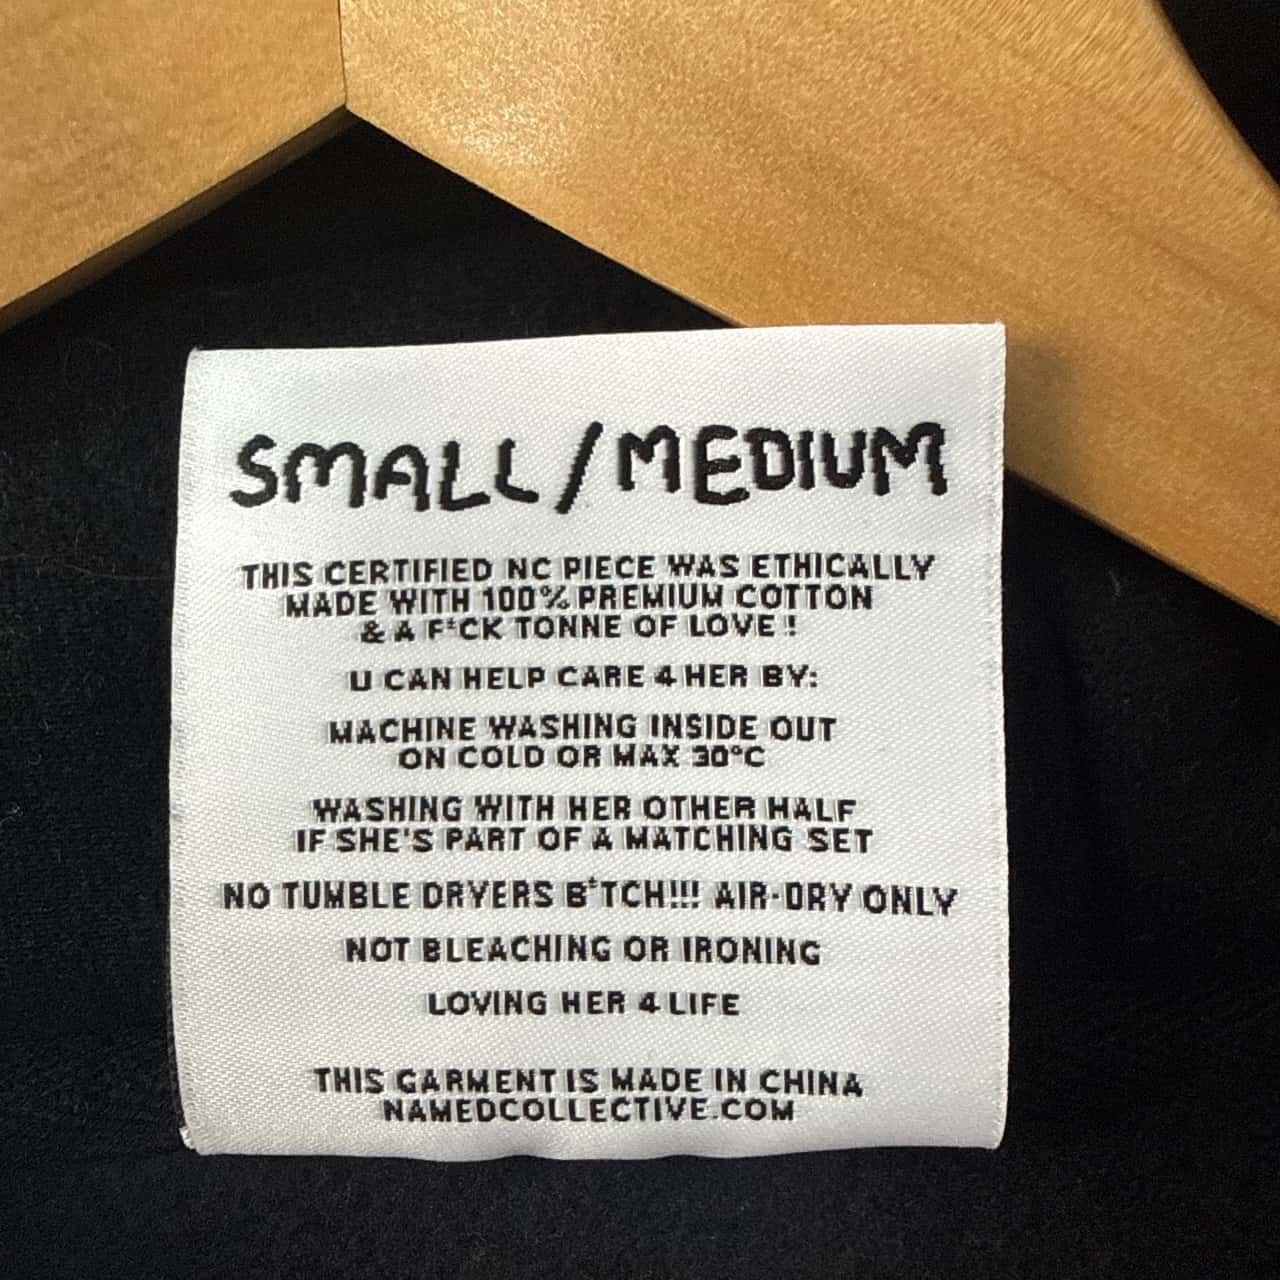 SMALL/MEDIUM
THIS CERTIFIED NC PIECE WAS ETHICALLY
MADE WITH 100% PREMIUM COTTON
& A F*CK TONNE OF LOVE !
U CAN HELP CARE 4 HER BY:
MACHINE WASHING INSIDE OUT
ON COLD OR MAX 30°C
WASHING WITH HER OTHER HALF
IF SHE'S PART OF A MATCHING SET
NO TUMBLE DRYERS B*TCH!!! AIR-DRY ONLY
NOT BLEACHING OR IRONING
LOVING HER 4 LIFE
THIS GARMENT IS MADE IN CHINA
NAMEDCOLLECTIVE.COM